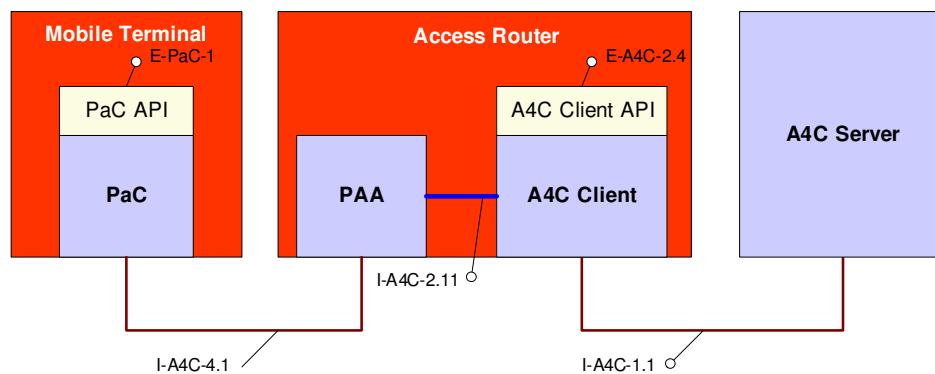 Mobile Terminal
Access Router
E-PaC-1
E-A4C-2.4
PaC API
A4C Client API
A4C Server
PaC
PAA
A4C Client
I-A4C-2.11
I-A4C-4.1
I-A4C-1.1